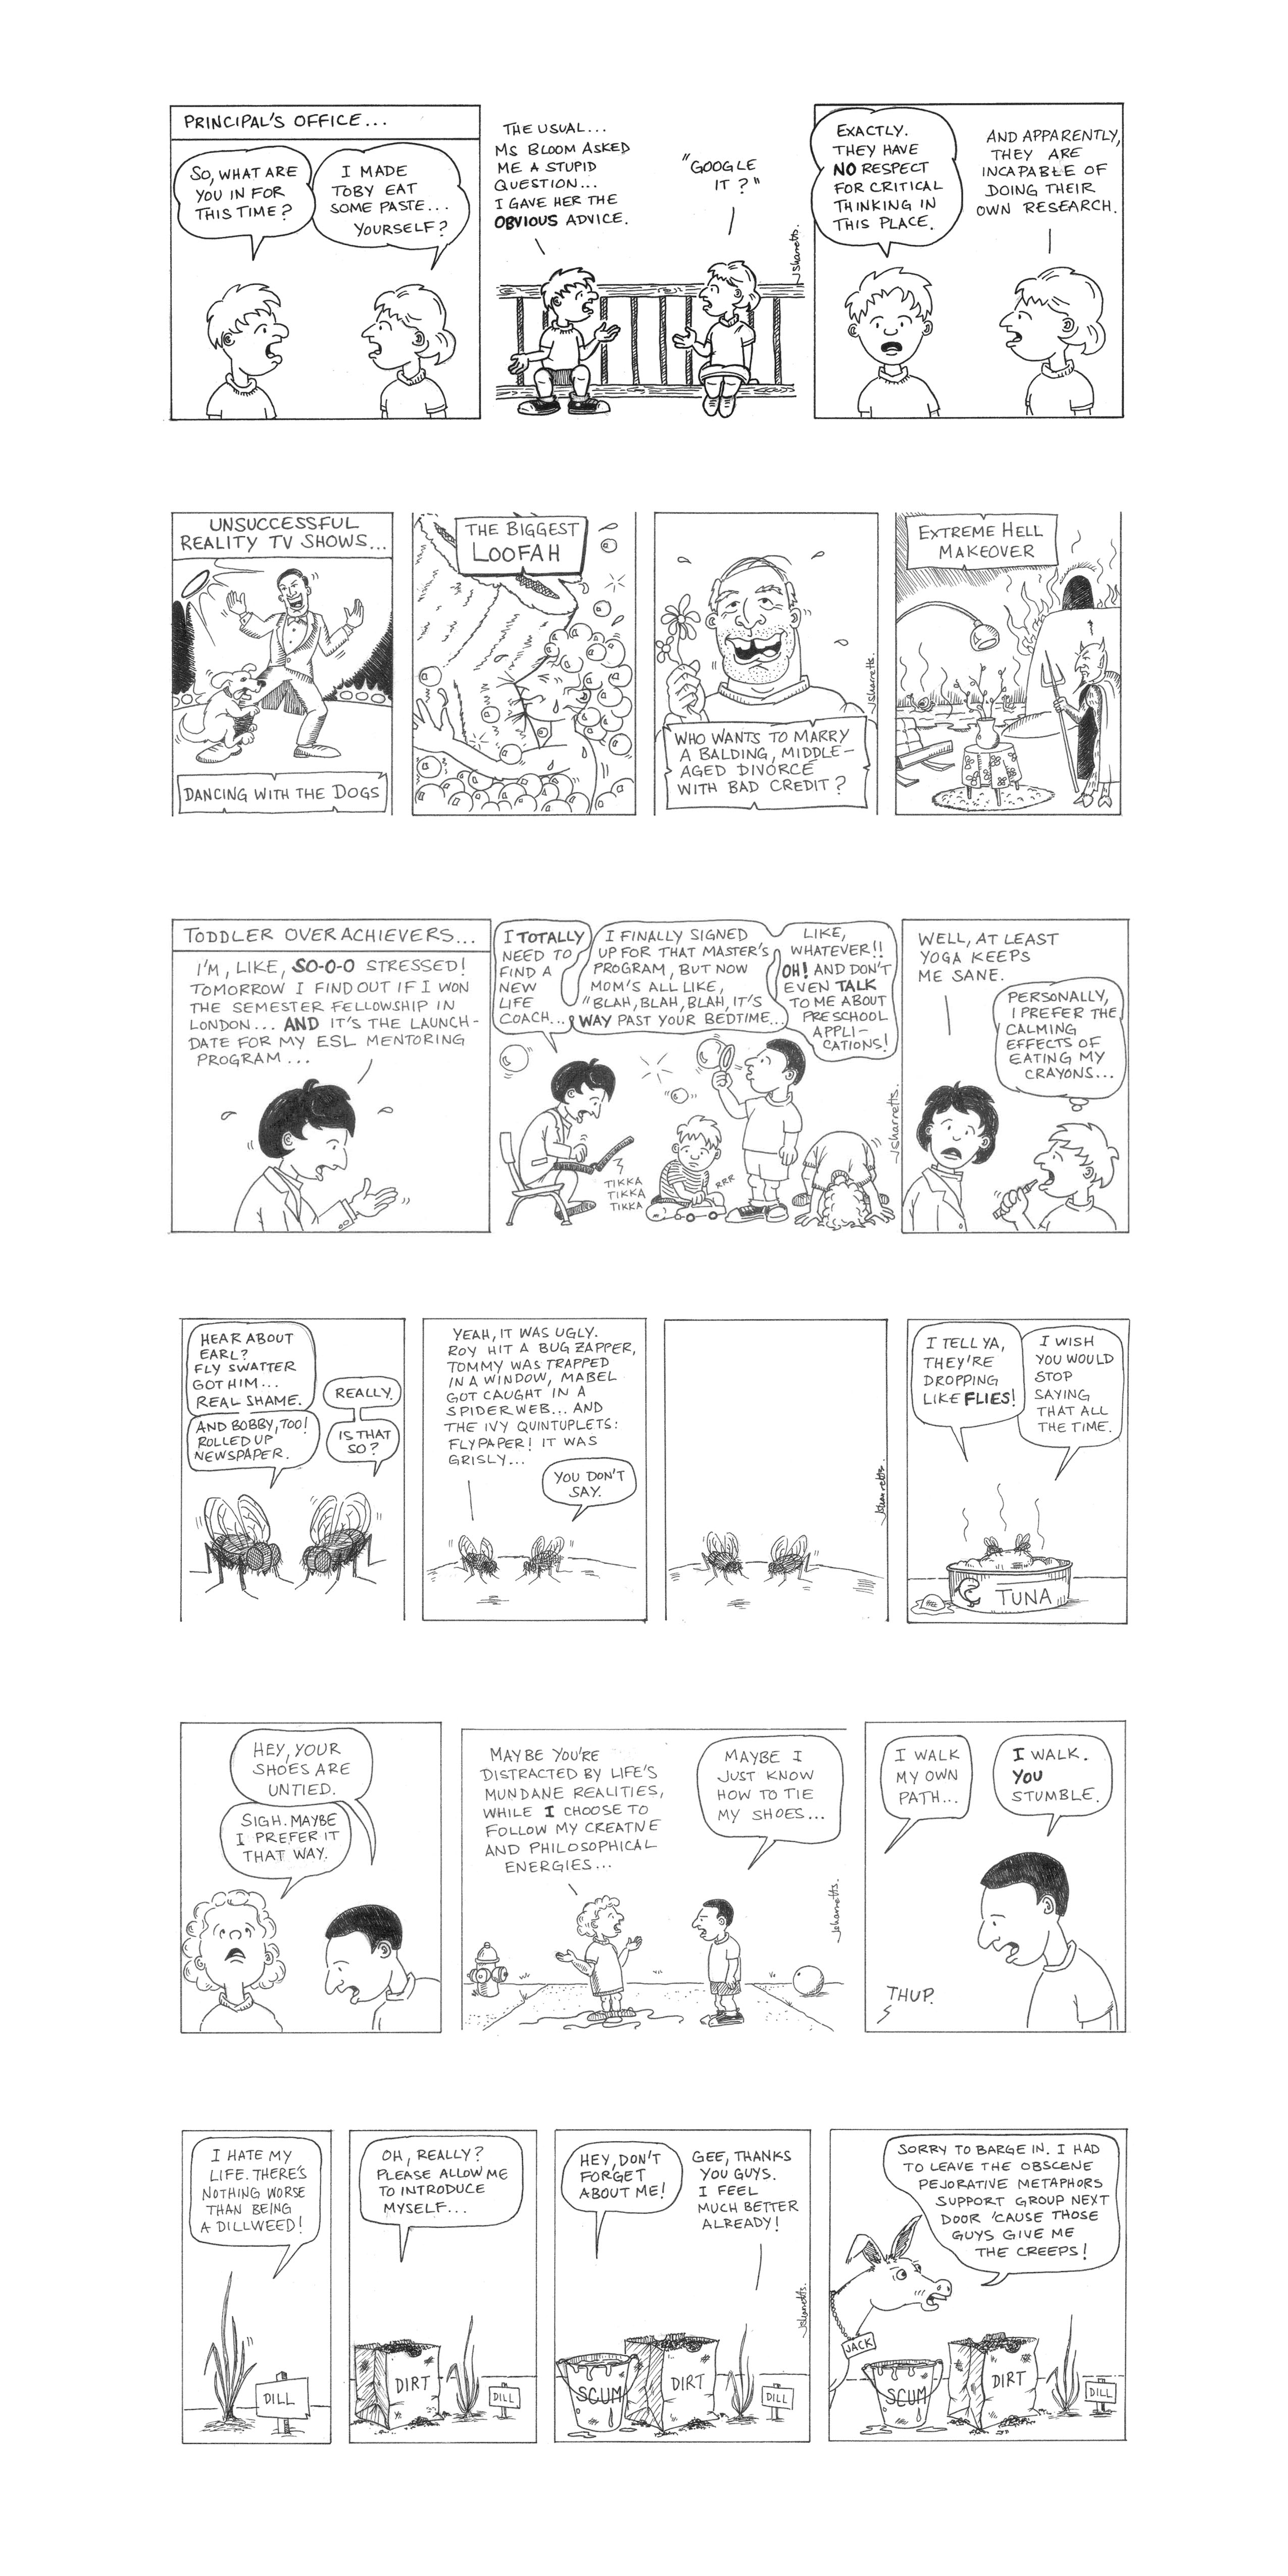 PRINCIPAL'S OFFICE...
SO, WHAT ARE
YOU IN FOR
THIS TIME?
I MADE
TOBY EAT
SOME PASTE...
YOURSELF?
THE USUAL...
MS BLOOM ASKED
ME A STUPID
QUESTION...
I GAVE HER THE
OBVIOUS ADVICE.
"GOOGLE
IT?"
Jsharretts.
EXACTLY.
THEY HAVE
NO RESPECT
FOR CRITICAL
THINKING IN
THIS PLACE.
AND APPARENTLY,
THEY ARE
INCAPABLE OF
DOING THEIR
OWN RESEARCH.
UNSUCCESSFUL
REALITY TV SHOWS...
DANCING WITH THE DOGS
THE BIGGEST
LOOFAH
WHO WANTS TO MARRY
A BALDING, MIDDLE-
AGED DIVORCÉ
WITH BAD CREDIT?
Jsharretts.
EXTREME HELL
MAKEOVER
TODDLER OVERACHIEVERS...
I'M, LIKE, SO-O-O STRESSED!
TOMORROW I FIND OUT IF I WON
THE SEMESTER FELLOWSHIP IN
LONDON... AND IT'S THE LAUNCH-
DATE FOR MY ESL MENTORING
PROGRAM...
I TOTALLY
NEED TO
FIND A
NEW
LIFE
COACH...
I FINALLY SIGNED
UP FOR THAT MASTER'S
PROGRAM, BUT NOW
MOM'S ALL LIKE,
"BLAH, BLAH, BLAH, IT'S
WAY PAST YOUR BEDTIME...
LIKE,
WHATEVER!!
OH! AND DON'T
EVEN TALK
TO ME ABOUT
PRESCHOOL
APPLI-
CATIONS!
TIKKA
TIKKA
TIKKA
RRR
Jsharretts.
WELL, AT LEAST
YOGA KEEPS
ME SANE.
PERSONALLY,
I PREFER THE
CALMING
EFFECTS OF
EATING MY
CRAYONS...
HEAR ABOUT
EARL?
FLY SWATTER
GOT HIM...
REAL SHAME.
REALLY.
AND BOBBY, TOO!
ROLLED UP
NEWSPAPER.
IS THAT
SO?
YEAH, IT WAS UGLY.
ROY HIT A BUG ZAPPER,
TOMMY WAS TRAPPED
IN A WINDOW, MABEL
GOT CAUGHT IN A
SPIDER WEB... AND
THE IVY QUINTUPLETS:
FLYPAPER! IT WAS
GRISLY...
YOU DON'T
SAY.
Jsharretts.
I TELL YA,
THEY'RE
DROPPING
LIKE FLIES!
I WISH
YOU WOULD
STOP
SAYING
THAT ALL
THE TIME.
TUNA
HEY, YOUR
SHOES ARE
UNTIED.
SIGH. MAYBE
I PREFER IT
THAT WAY.
MAYBE YOU'RE
DISTRACTED BY LIFE'S
MUNDANE REALITIES,
WHILE I CHOOSE TO
FOLLOW MY CREATIVE
AND PHILOSOPHICAL
ENERGIES...
MAYBE I
JUST KNOW
HOW TO TIE
MY SHOES...
Jsharretts.
I WALK
MY OWN
PATH...
I WALK.
YOU
STUMBLE.
THUP.
I HATE MY
LIFE. THERE'S
NOTHING WORSE
THAN BEING
A DILLWEED!
DILL
OH, REALLY?
PLEASE ALLOW ME
TO INTRODUCE
MYSELF...
DIRT
DILL
HEY, DON'T
FORGET
ABOUT ME!
GEE, THANKS
YOU GUYS.
I FEEL
MUCH BETTER
ALREADY!
SCUM
DIRT
DILL
Jsharretts.
SORRY TO BARGE IN. I HAD
TO LEAVE THE OBSCENE
PEJORATIVE METAPHORS
SUPPORT GROUP NEXT
DOOR 'CAUSE THOSE
GUYS GIVE ME
THE CREEPS!
JACK
SCUM
DIRT
DILL